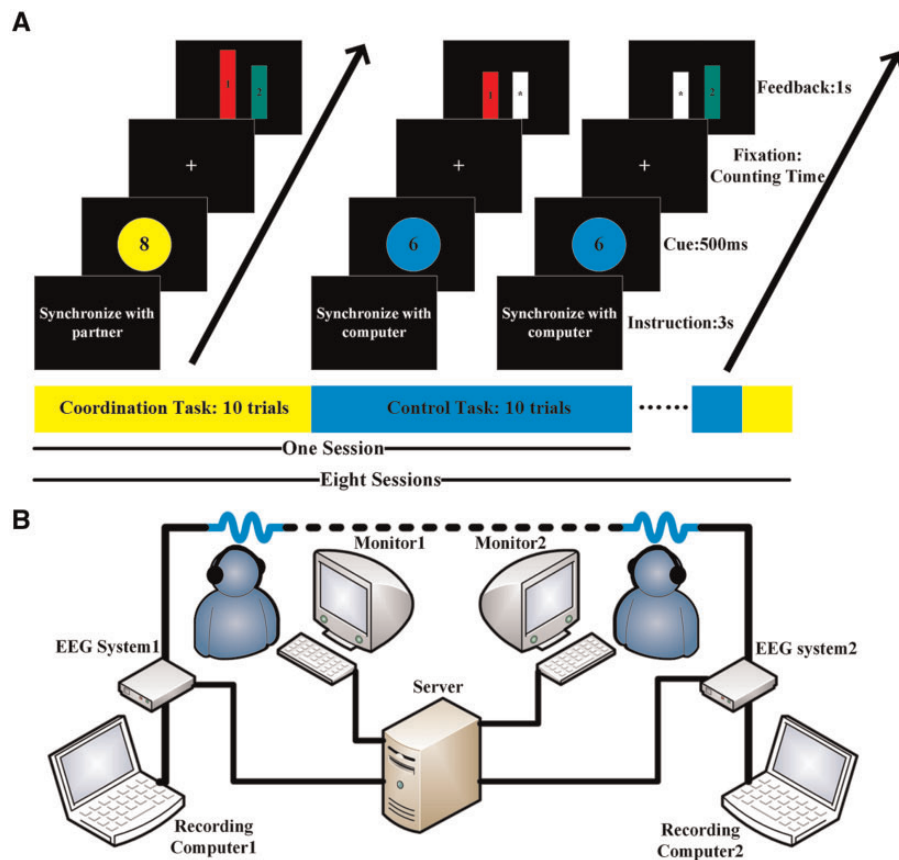 A
1
2
1
*
*
2
Feedback:1s
+
+
+
Fixation:
Counting Time
8
6
6
Cue:500ms
Synchronize with
partner
Synchronize with
computer
Synchronize with
computer
Instruction:3s
Coordination Task: 10 trials
Control Task: 10 trials
......
One Session
Eight Sessions
B
Monitor1
Monitor2
EEG System1
EEG system2
Server
Recording
Computer1
Recording
Computer2